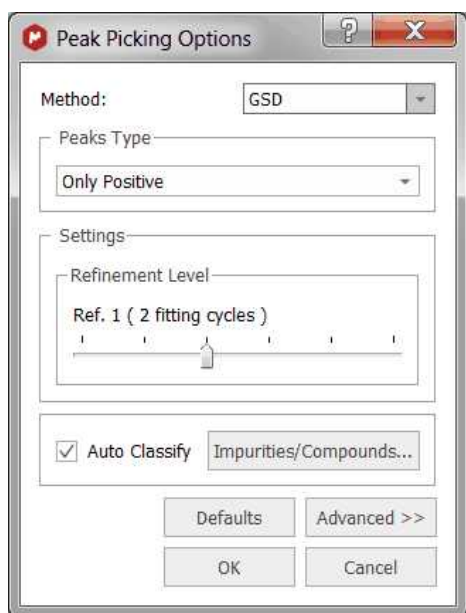 Peak Picking Options
Method: GSD
Peaks Type
Only Positive
Settings
Refinement Level
Ref. 1 ( 2 fitting cycles )
Auto Classify Impurities/Compounds...
Defaults Advanced >>
OK Cancel